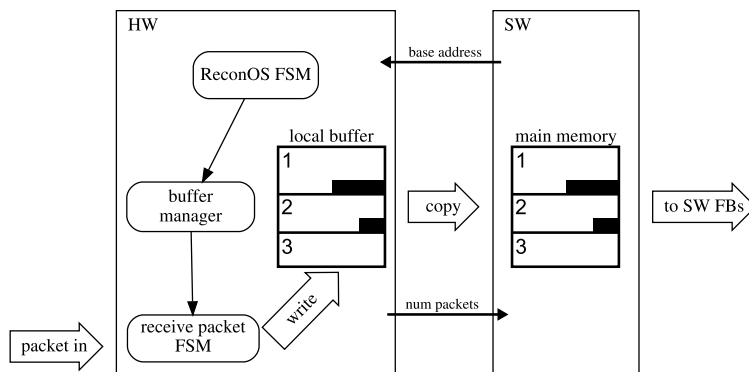 HW
SW
base address
ReconOS FSM
local buffer
main memory
1
2
3
1
2
3
buffer
manager
copy
to SW FBs
write
num packets
packet in
receive packet
FSM